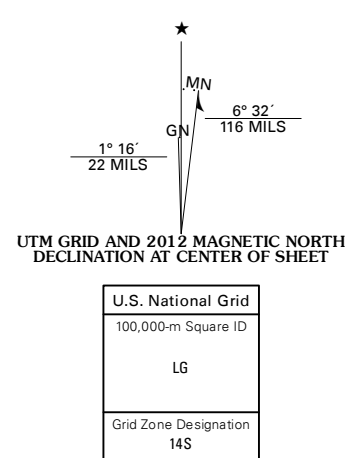 ★
MN
6° 32´
116 MILS
GN
1° 16´
22 MILS
UTM GRID AND 2012 MAGNETIC NORTH
DECLINATION AT CENTER OF SHEET
U.S. National Grid
100,000-m Square ID
LG
Grid Zone Designation
14S